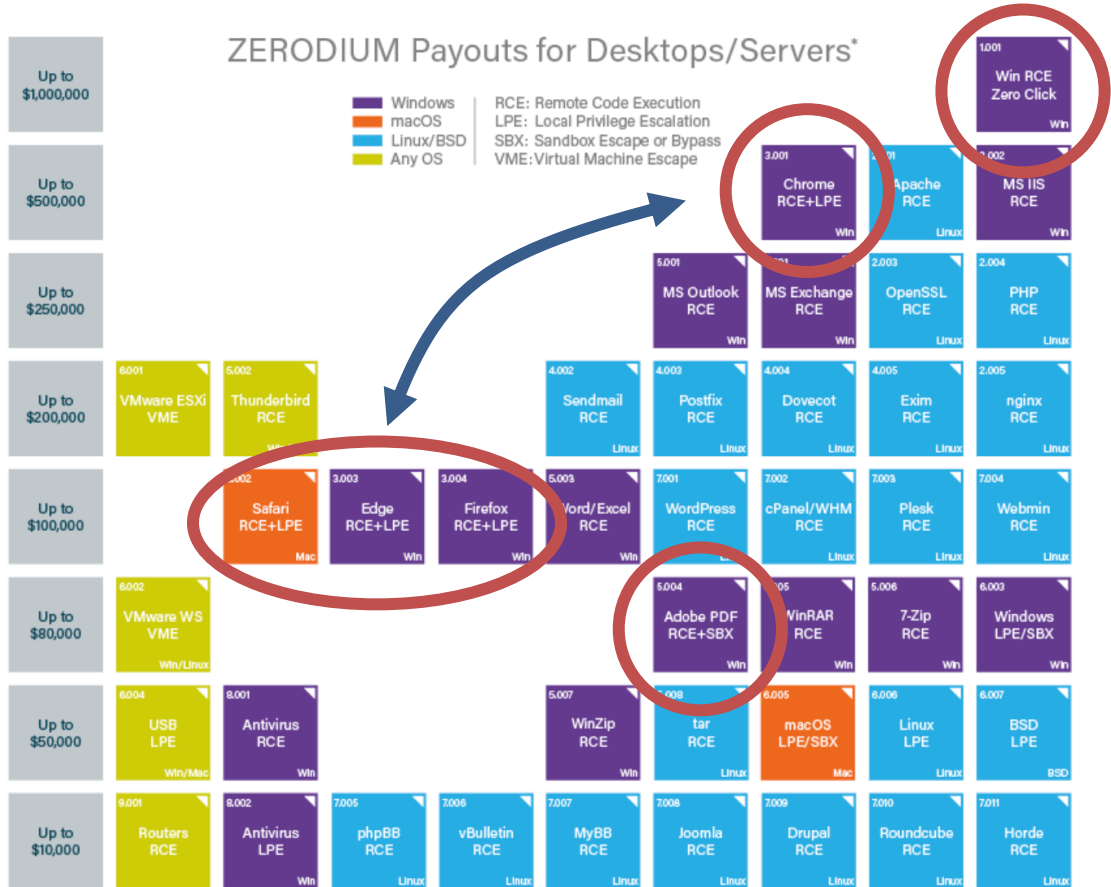 ZERODIUM Payouts for Desktops/Servers*
Windows
macOS
Linux/BSD
Any OS
RCE: Remote Code Execution
LPE: Local Privilege Escalation
SBX: Sandbox Escape or Bypass
VME: Virtual Machine Escape
Up to
$1,000,000
1.001
Win RCE
Zero Click
Win
Up to
$500,000
3.001
Chrome
RCE+LPE
Win
Apache
RCE
Linux
MS IIS
RCE
Win
Up to
$250,000
5.001
MS Outlook
RCE
Win
MS Exchange
RCE
Win
2.003
OpenSSL
RCE
Linux
2.004
PHP
RCE
Linux
Up to
$200,000
6.001
VMware ESXi
VME
5.002
Thunderbird
RCE
4.002
Sendmail
RCE
Linux
4.003
Postfix
RCE
Linux
4.004
Dovecot
RCE
Linux
4.005
Exim
RCE
Linux
2.005
nginx
RCE
Linux
Up to
$100,000
Safari
RCE+LPE
Mac
3.003
Edge
RCE+LPE
Win
3.004
Firefox
RCE+LPE
Win
5.003
Word/Excel
RCE
Win
7.001
WordPress
RCE
7.002
cPanel/WHM
RCE
Linux
7.003
Plesk
RCE
Linux
7.004
Webmin
RCE
Linux
Up to
$80,000
6.002
VMware WS
VME
Win/Linux
5.004
Adobe PDF
RCE+SBX
Win
WinRAR
RCE
Win
5.006
7-Zip
RCE
Win
6.003
Windows
LPE/SBX
Win
Up to
$50,000
6.004
USB
LPE
Win/Mac
8.001
Antivirus
RCE
Win
5.007
WinZip
RCE
Win
tar
RCE
Linux
6.005
macOS
LPE/SBX
Mac
6.006
Linux
LPE
Linux
6.007
BSD
LPE
BSD
Up to
$10,000
9.001
Routers
RCE
8.002
Antivirus
LPE
Win
7.005
phpBB
RCE
Linux
7.006
vBulletin
RCE
Linux
7.007
MyBB
RCE
Linux
7.008
Joomla
RCE
Linux
7.009
Drupal
RCE
Linux
7.010
Roundcube
RCE
Linux
7.011
Horde
RCE
Linux